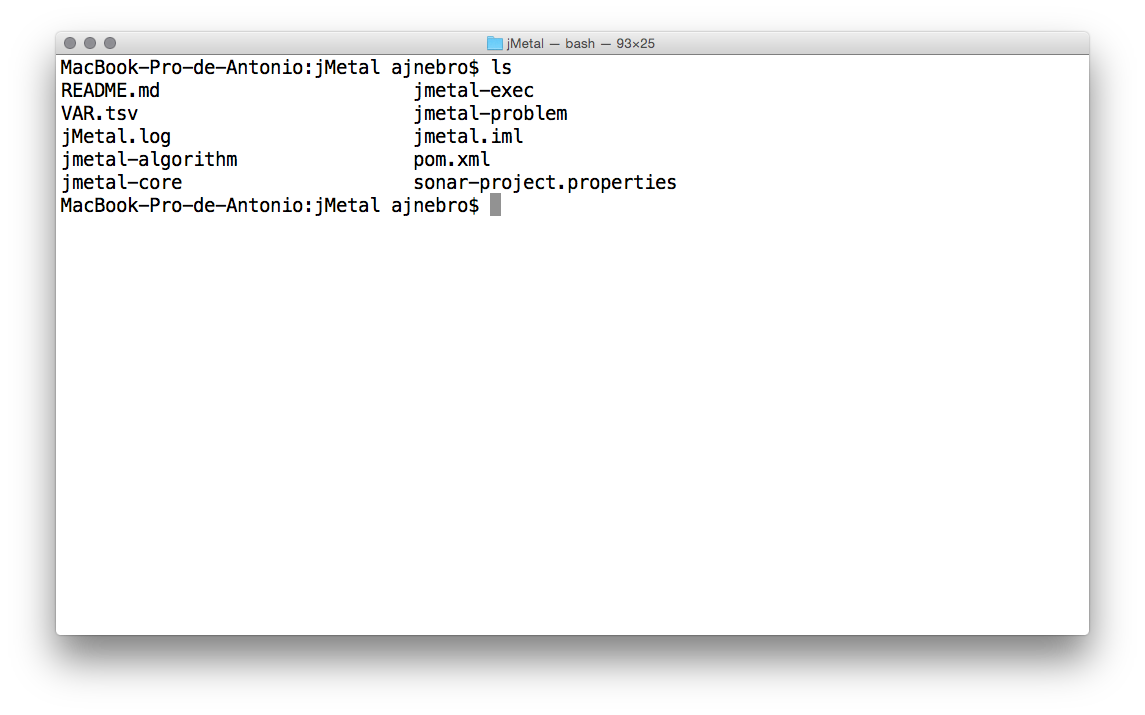 jMetal — bash — 93×25
MacBook-Pro-de-Antonio:jMetal ajnebro$ ls
README.md jmetal-exec
VAR.tsv jmetal-problem
jMetal.log jmetal.iml
jmetal-algorithm pom.xml
jmetal-core sonar-project.properties
MacBook-Pro-de-Antonio:jMetal ajnebro$